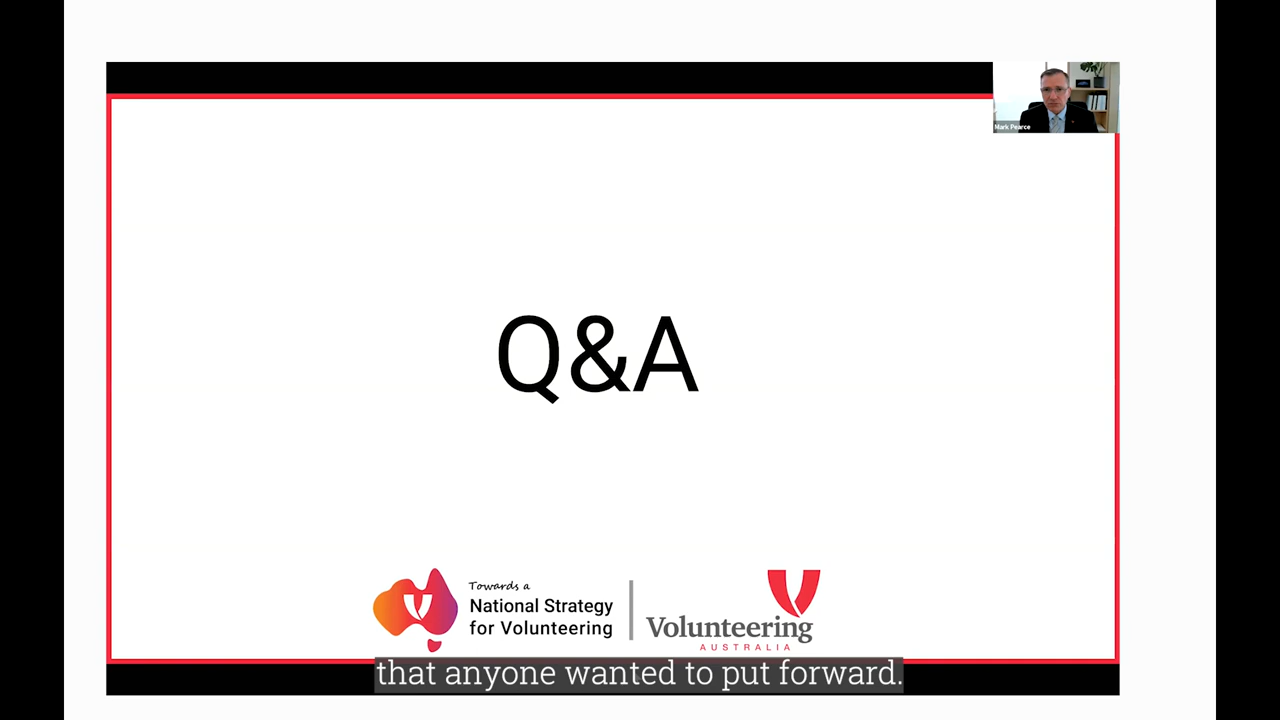 Mark Pearce
Q&A
Towards a
National Strategy
for Volunteering
Volunteering
AUSTRALIA
that anyone wanted to put forward.